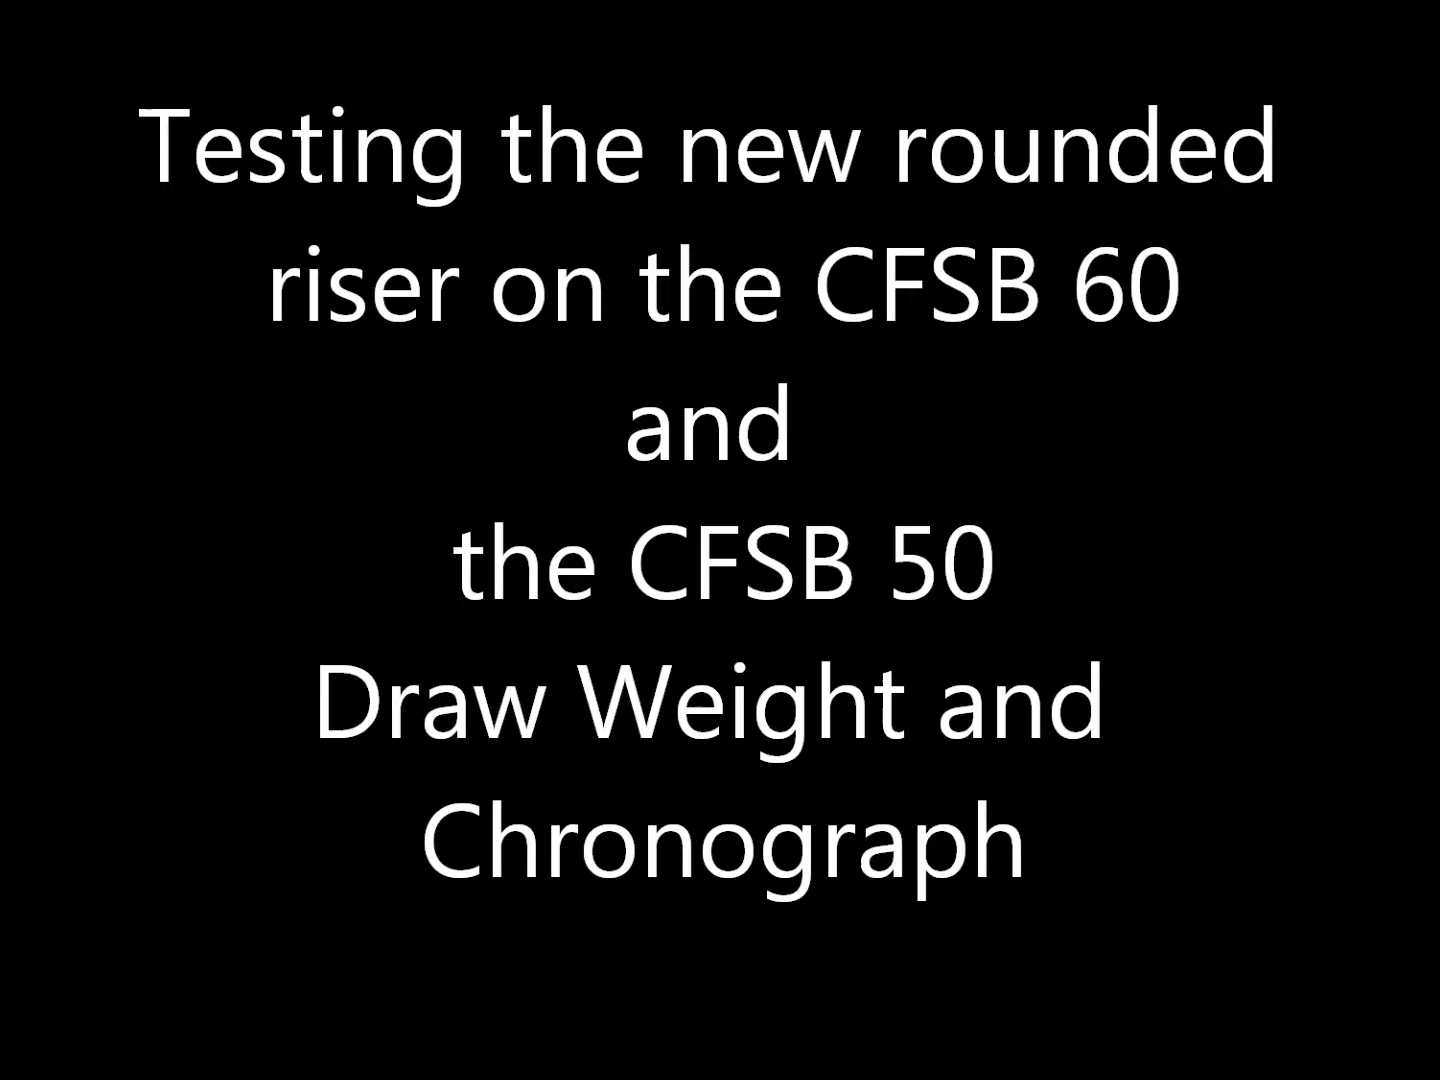 Testing the new rounded
riser on the CFSB 60
and
the CFSB 50
Draw Weight and
Chronograph